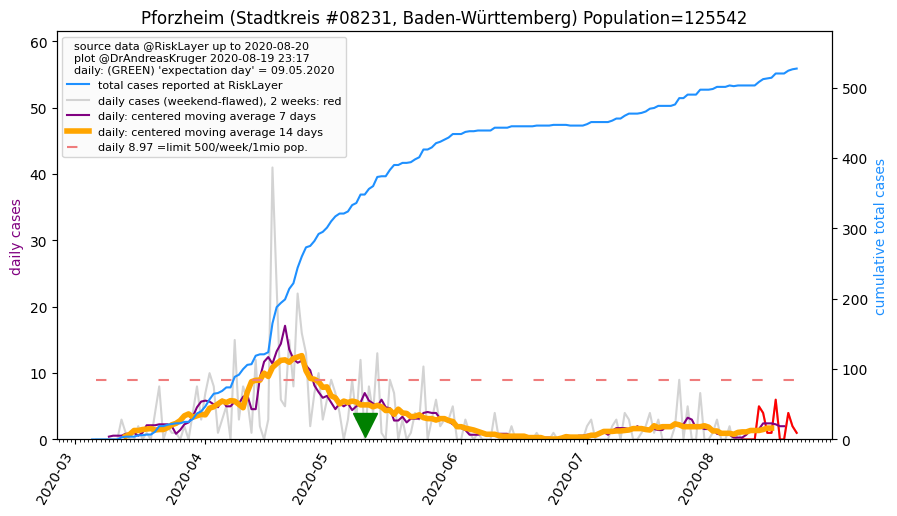 Pforzheim (Stadtkreis #08231, Baden-Württemberg) Population=125542
source data @RiskLayer up to 2020-08-20
plot @DrAndreasKruger 2020-08-19 23:17
daily: (GREEN) 'expectation day' = 09.05.2020
total cases reported at RiskLayer
daily cases (weekend-flawed), 2 weeks: red
daily: centered moving average 7 days
daily: centered moving average 14 days
daily 8.97 =limit 500/week/1mio pop.
daily cases
60
50
40
30
20
10
0
cumulative total cases
500
400
300
200
100
0
2020-03
2020-04
2020-05
2020-06
2020-07
2020-08